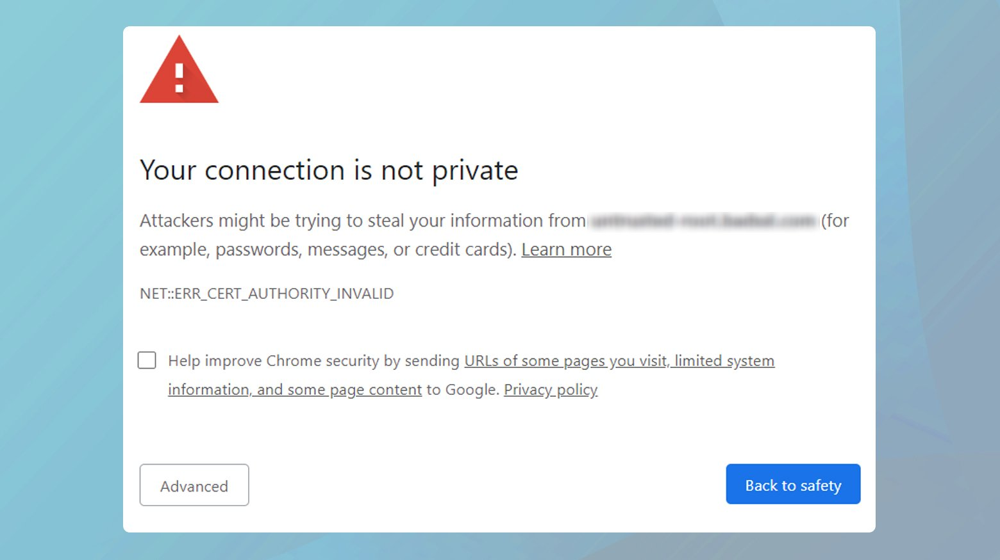 Your connection is not private
Attackers might be trying to steal your information from (for
example, passwords, messages, or credit cards). Learn more
NET::ERR_CERT_AUTHORITY_INVALID
Help improve Chrome security by sending URLs of some pages you visit, limited system
information, and some page content to Google. Privacy policy
Advanced
Back to safety